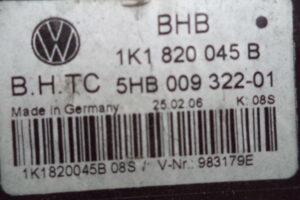 BHB
1K1 820 045 B
B.H.TC 5HB 009 322-01
Made in Germany 25.02.06 K: 08S
1K1820045B 08S / V-Nr.: 983179E